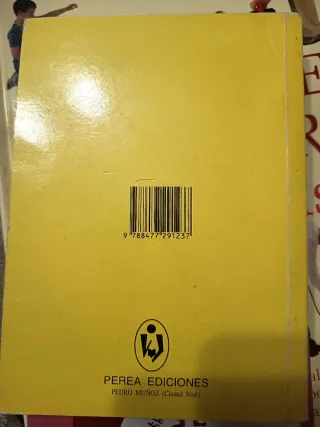 9 788477 291237
PEREA EDICIONES
PEDRO MUÑOZ (Ciudad Real)